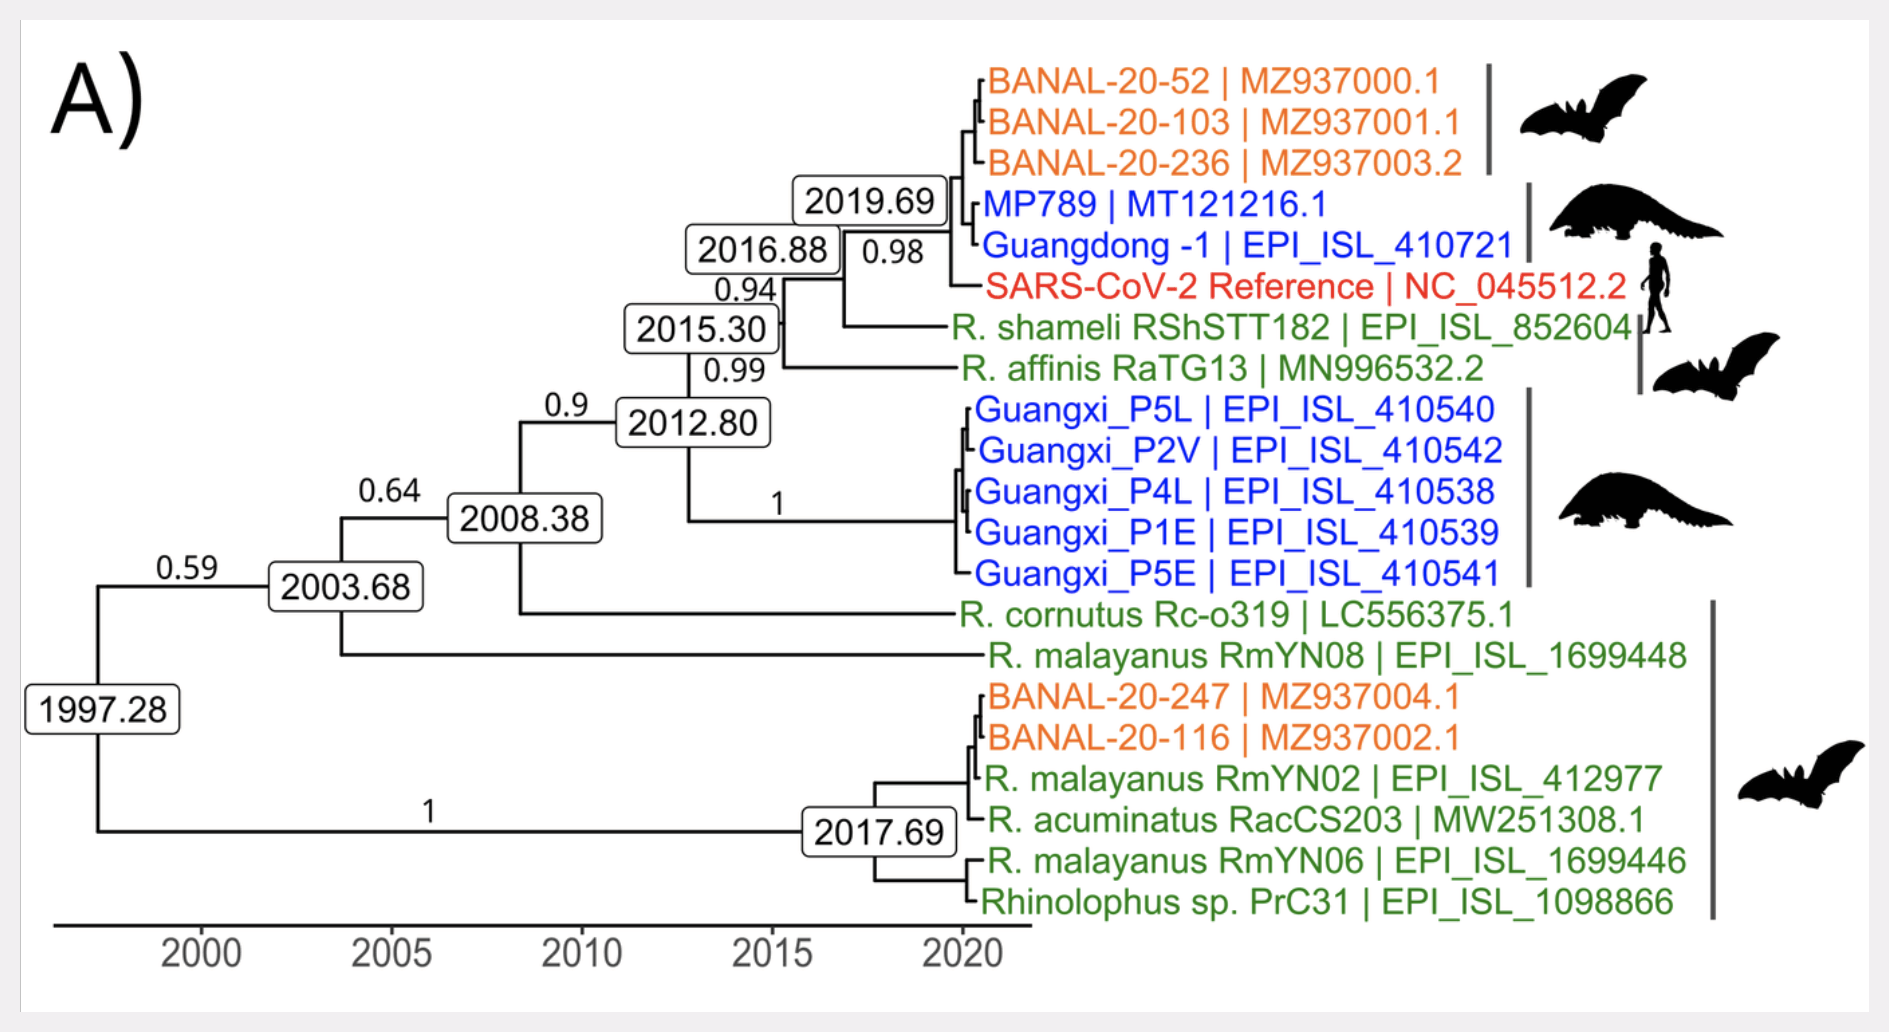 A)
BANAL-20-52 | MZ937000.1
BANAL-20-103 | MZ937001.1
BANAL-20-236 | MZ937003.2
2019.69
MP789 | MT121216.1
2016.88
0.98
Guangdong -1 | EPI_ISL_410721
0.94
SARS-CoV-2 Reference | NC_045512.2
2015.30
R. shameli RShSTT182 | EPI_ISL_852604
0.99
R. affinis RaTG13 | MN996532.2
0.9
2012.80
Guangxi_P5L | EPI_ISL_410540
Guangxi_P2V | EPI_ISL_410542
0.64
1
Guangxi_P4L | EPI_ISL_410538
2008.38
Guangxi_P1E | EPI_ISL_410539
0.59
2003.68
Guangxi_P5E | EPI_ISL_410541
R. cornutus Rc-o319 | LC556375.1
R. malayanus RmYN08 | EPI_ISL_1699448
1997.28
BANAL-20-247 | MZ937004.1
BANAL-20-116 | MZ937002.1
R. malayanus RmYN02 | EPI_ISL_412977
1
2017.69
R. acuminatus RacCS203 | MW251308.1
R. malayanus RmYN06 | EPI_ISL_1699446
Rhinolophus sp. PrC31 | EPI_ISL_1098866
2000 2005 2010 2015 2020